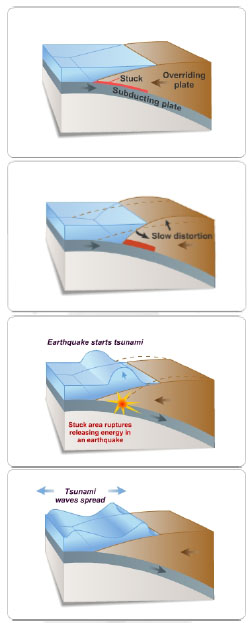 Stuck
Overriding
plate
Subducting plate
Slow distortion
Earthquake starts tsunami
Stuck area ruptures
releasing energy in
an earthquake
Tsunami
waves spread